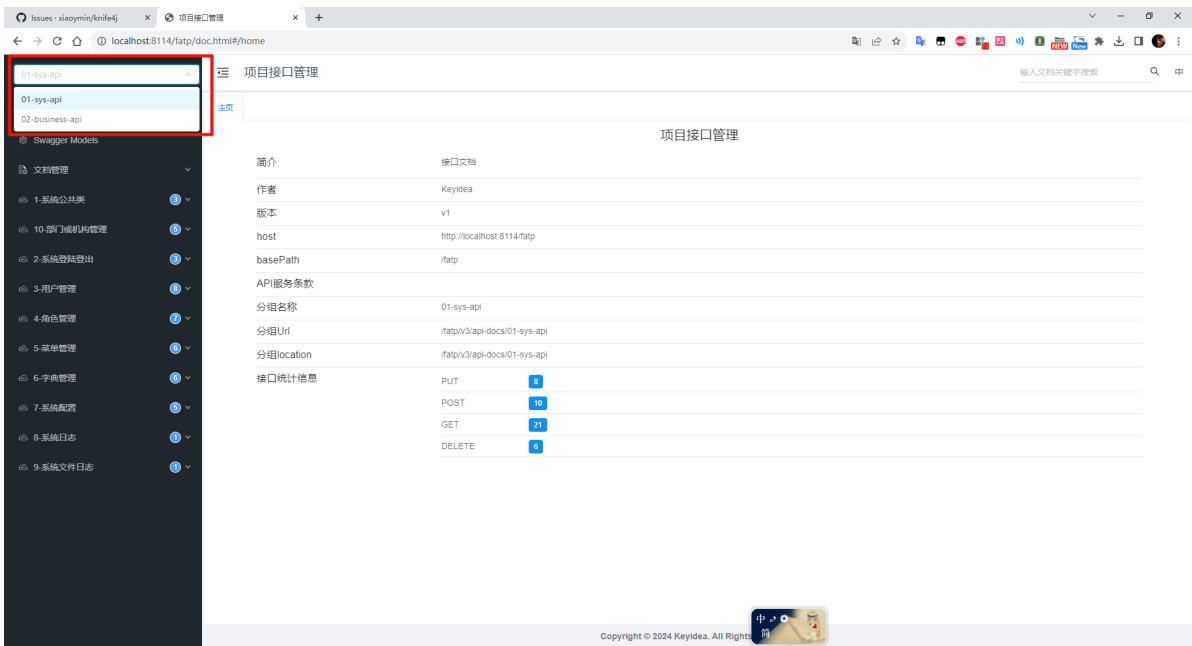 Issues · xiaoymin/knife4j
项目接口管理
localhost:8114/fatp/doc.html#/home
ABP
2
NEW
New
01-sys-api
01-sys-api
02-business-api
项目接口管理
输入文档关键字搜索
中
主页
Swagger Models
文档管理
1-系统公共类 3
10-部门或机构管理 5
2-系统登陆登出 3
3-用户管理 8
4-角色管理 7
5-菜单管理 6
6-字典管理 6
7-系统配置 5
8-系统日志 1
9-系统文件日志 1
项目接口管理
简介 接口文档
作者 Keyidea
版本 v1
host http://localhost:8114/fatp
basePath /fatp
API服务条款
分组名称 01-sys-api
分组Url /fatp/v3/api-docs/01-sys-api
分组location /fatp/v3/api-docs/01-sys-api
接口统计信息 PUT 8
POST 10
GET 21
DELETE 6
Copyright © 2024 Keyidea. All Rights
中
简